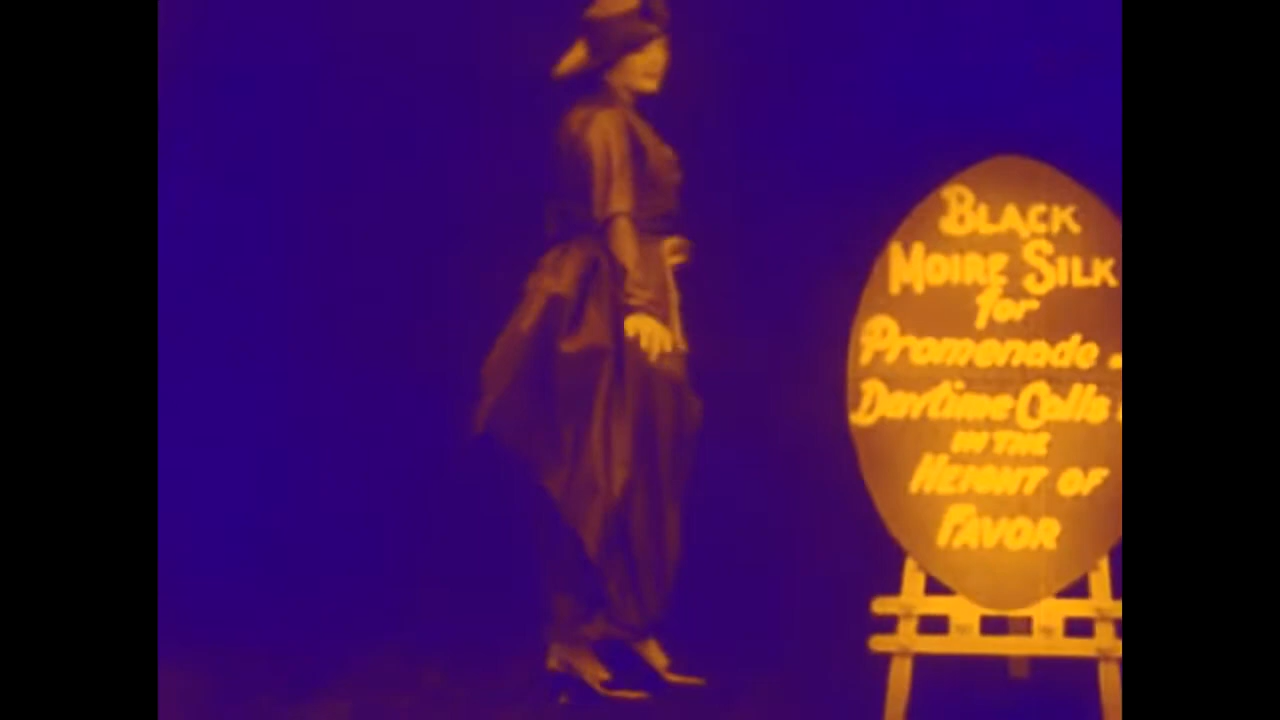 BLACK
MOIRE SILK
for
Promenade
Daytime Calls
IN THE
HEIGHT OF
FAVOR